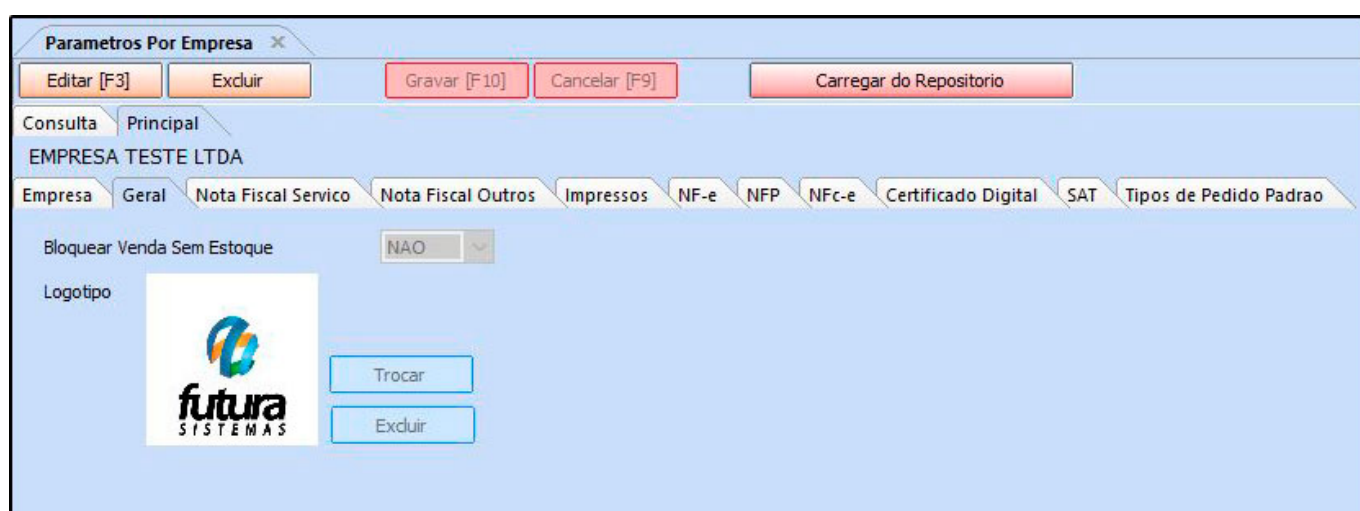 Parametros Por Empresa
Editar [F3] Excluir Gravar [F10] Cancelar [F9] Carregar do Repositorio
Consulta Principal
EMPRESA TESTE LTDA
Empresa Geral Nota Fiscal Servico Nota Fiscal Outros Impressos NF-e NFP NFc-e Certificado Digital SAT Tipos de Pedido Padrao
Bloquear Venda Sem Estoque NAO
Logotipo
futura
SISTEMAS
Trocar
Excluir